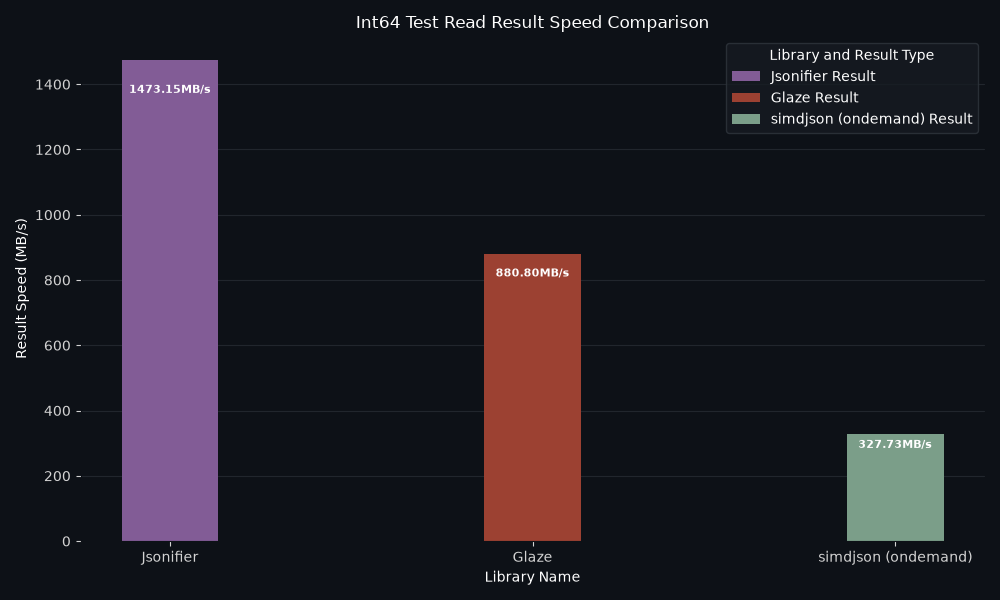 Int64 Test Read Result Speed Comparison
Library and Result Type
Jsonifier Result
Glaze Result
simdjson (ondemand) Result
Result Speed (MB/s)
1400
1200
1000
800
600
400
200
0
1473.15MB/s
880.80MB/s
327.73MB/s
Jsonifier
Glaze
simdjson (ondemand)
Library Name